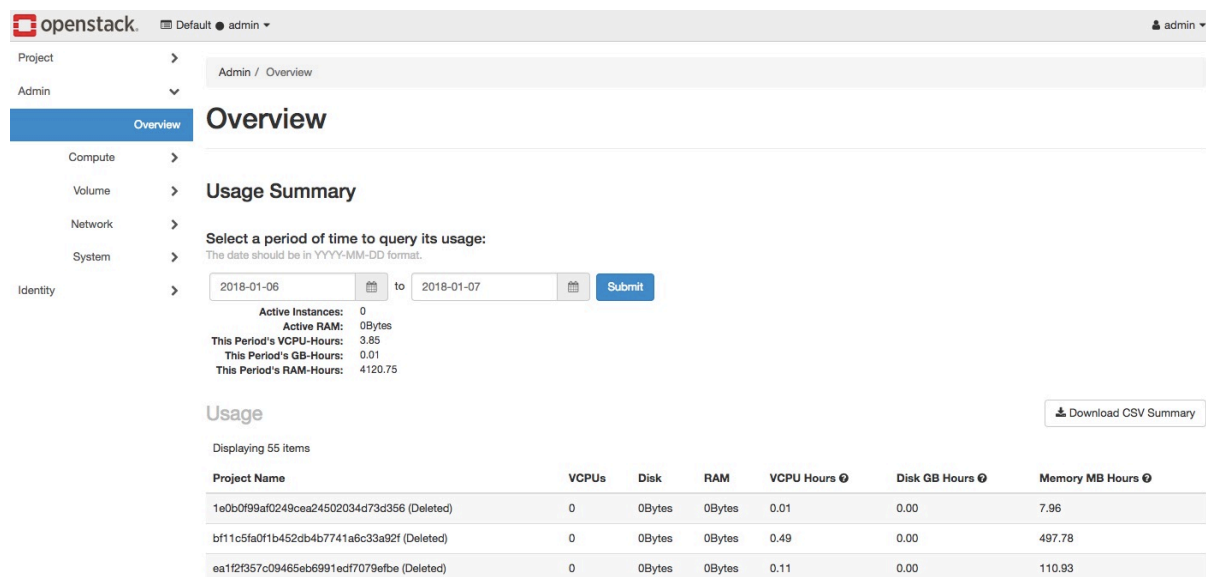 openstack. Default ● admin admin
Project
Admin
Overview
Compute
Volume
Network
System
Identity
Admin / Overview
Overview
Usage Summary
Select a period of time to query its usage:
The date should be in YYYY-MM-DD format.
2018-01-06 to 2018-01-07 Submit
Active Instances: 0
Active RAM: 0Bytes
This Period's VCPU-Hours: 3.85
This Period's GB-Hours: 0.01
This Period's RAM-Hours: 4120.75
Usage Download CSV Summary
Displaying 55 items
Project Name VCPUs Disk RAM VCPU Hours Disk GB Hours Memory MB Hours
1e0b0f99af0249cea24502034d73d356 (Deleted) 0 0Bytes 0Bytes 0.01 0.00 7.96
bf11c5fa0f1b452db4b7741a6c33a92f (Deleted) 0 0Bytes 0Bytes 0.49 0.00 497.78
ea1f2f357c09465eb6991edf7079efbe (Deleted) 0 0Bytes 0Bytes 0.11 0.00 110.93